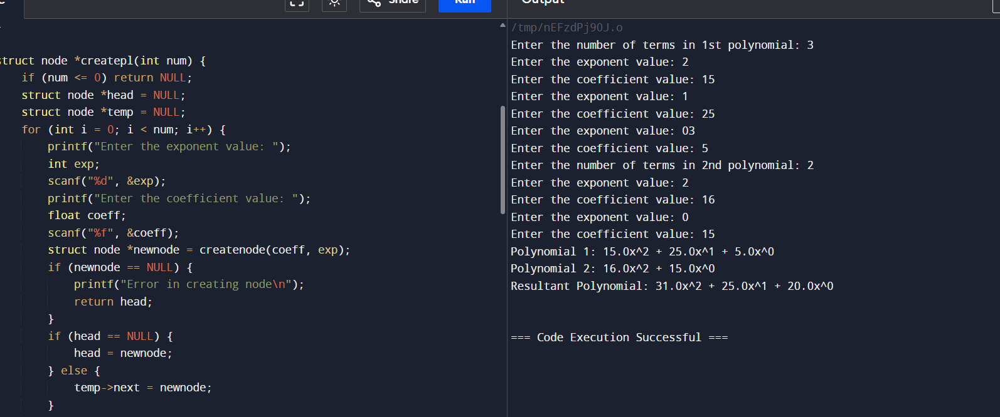 Share
Run
Output
struct node *createpl(int num) {
if (num <= 0) return NULL;
struct node *head = NULL;
struct node *temp = NULL;
for (int i = 0; i < num; i++) {
printf("Enter the exponent value: ");
int exp;
scanf("%d", &exp);
printf("Enter the coefficient value: ");
float coeff;
scanf("%f", &coeff);
struct node *newnode = createnode(coeff, exp);
if (newnode == NULL) {
printf("Error in creating node\n");
return head;
}
if (head == NULL) {
head = newnode;
} else {
temp->next = newnode;
}
/tmp/nEFzdPj9OJ.o
Enter the number of terms in 1st polynomial: 3
Enter the exponent value: 2
Enter the coefficient value: 15
Enter the exponent value: 1
Enter the coefficient value: 25
Enter the exponent value: 03
Enter the coefficient value: 5
Enter the number of terms in 2nd polynomial: 2
Enter the exponent value: 2
Enter the coefficient value: 16
Enter the exponent value: 0
Enter the coefficient value: 15
Polynomial 1: 15.0x^2 + 25.0x^1 + 5.0x^0
Polynomial 2: 16.0x^2 + 15.0x^0
Resultant Polynomial: 31.0x^2 + 25.0x^1 + 20.0x^0
=== Code Execution Successful ===